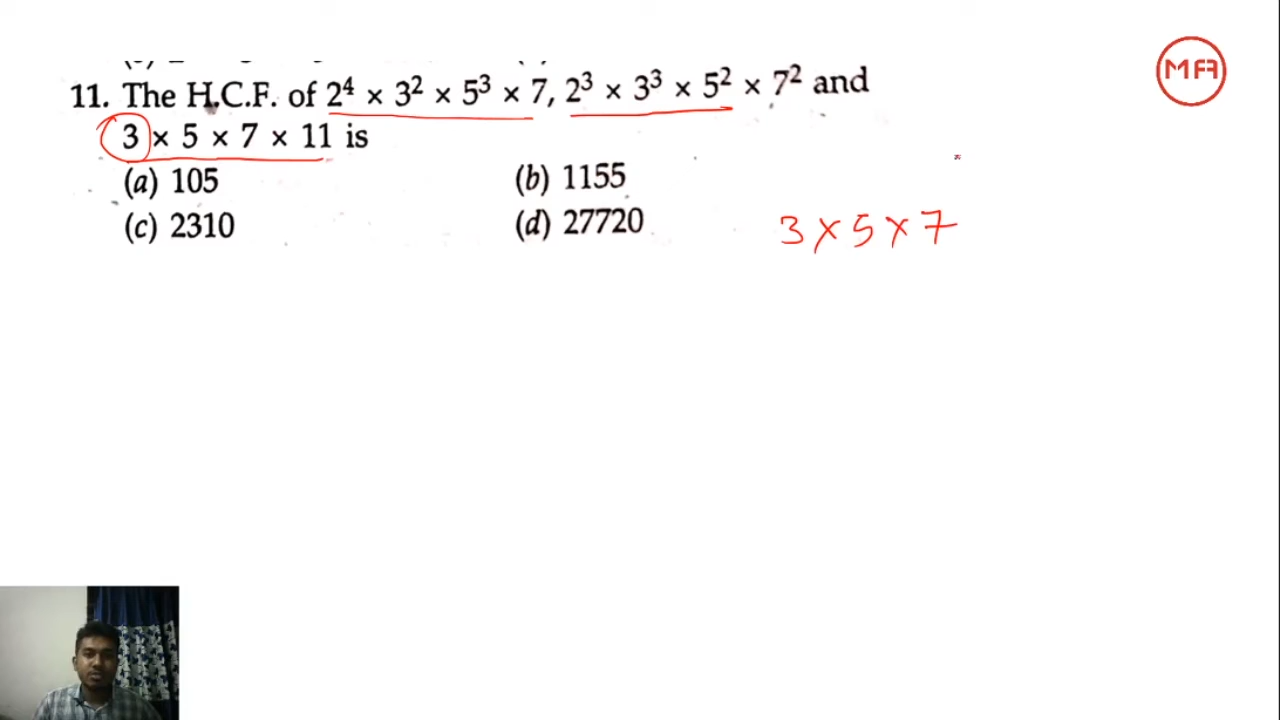 MFA
11. The H.C.F. of 2⁴ × 3² × 5³ × 7, 2³ × 3³ × 5² × 7² and
3 × 5 × 7 × 11 is
(a) 105 (b) 1155
(c) 2310 (d) 27720
3 × 5 × 7